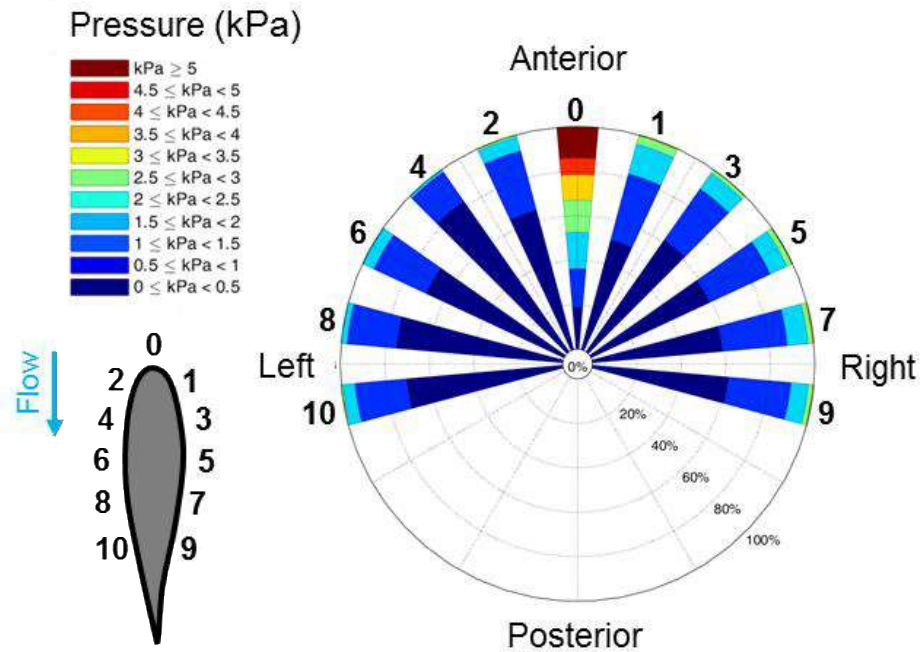 Pressure (kPa)
kPa ≥ 5
4.5 ≤ kPa < 5
4 ≤ kPa < 4.5
3.5 ≤ kPa < 4
3 ≤ kPa < 3.5
2.5 ≤ kPa < 3
2 ≤ kPa < 2.5
1.5 ≤ kPa < 2
1 ≤ kPa < 1.5
0.5 ≤ kPa < 1
0 ≤ kPa < 0.5
Flow
0
2 1
4 3
6 5
8 7
10 9
Anterior
0
2 1
4 3
6 5
8 7
Left Right
10 9
0%
20%
40%
60%
80%
100%
Posterior